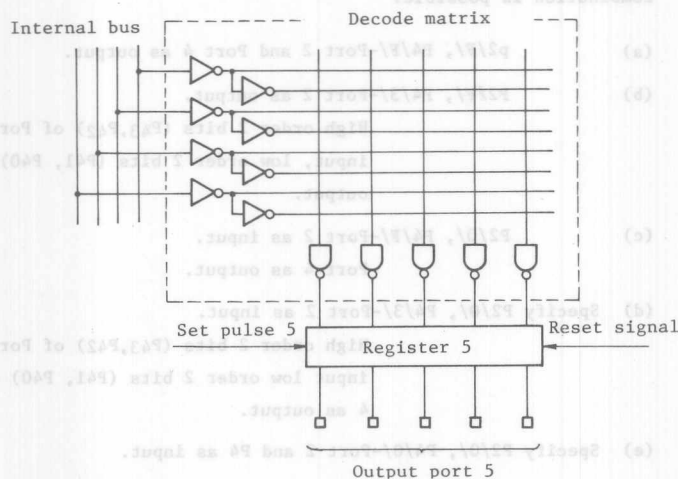 Decode matrix
Internal bus
Set pulse 5
Register 5
Reset signal
Output port 5